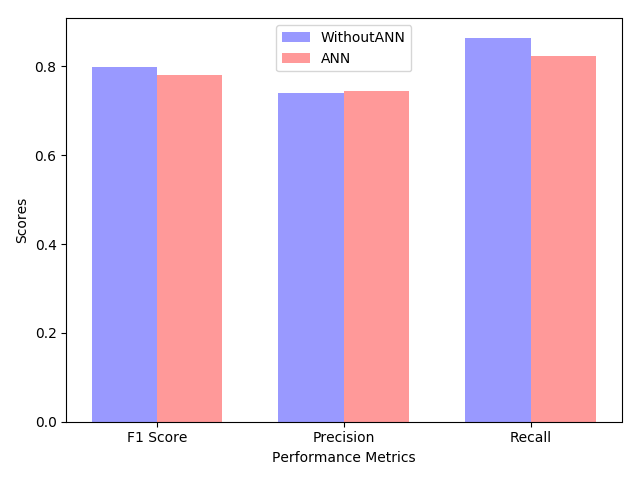 WithoutANN
ANN
Scores
0.8
0.6
0.4
0.2
0.0
F1 Score
Precision
Recall
Performance Metrics